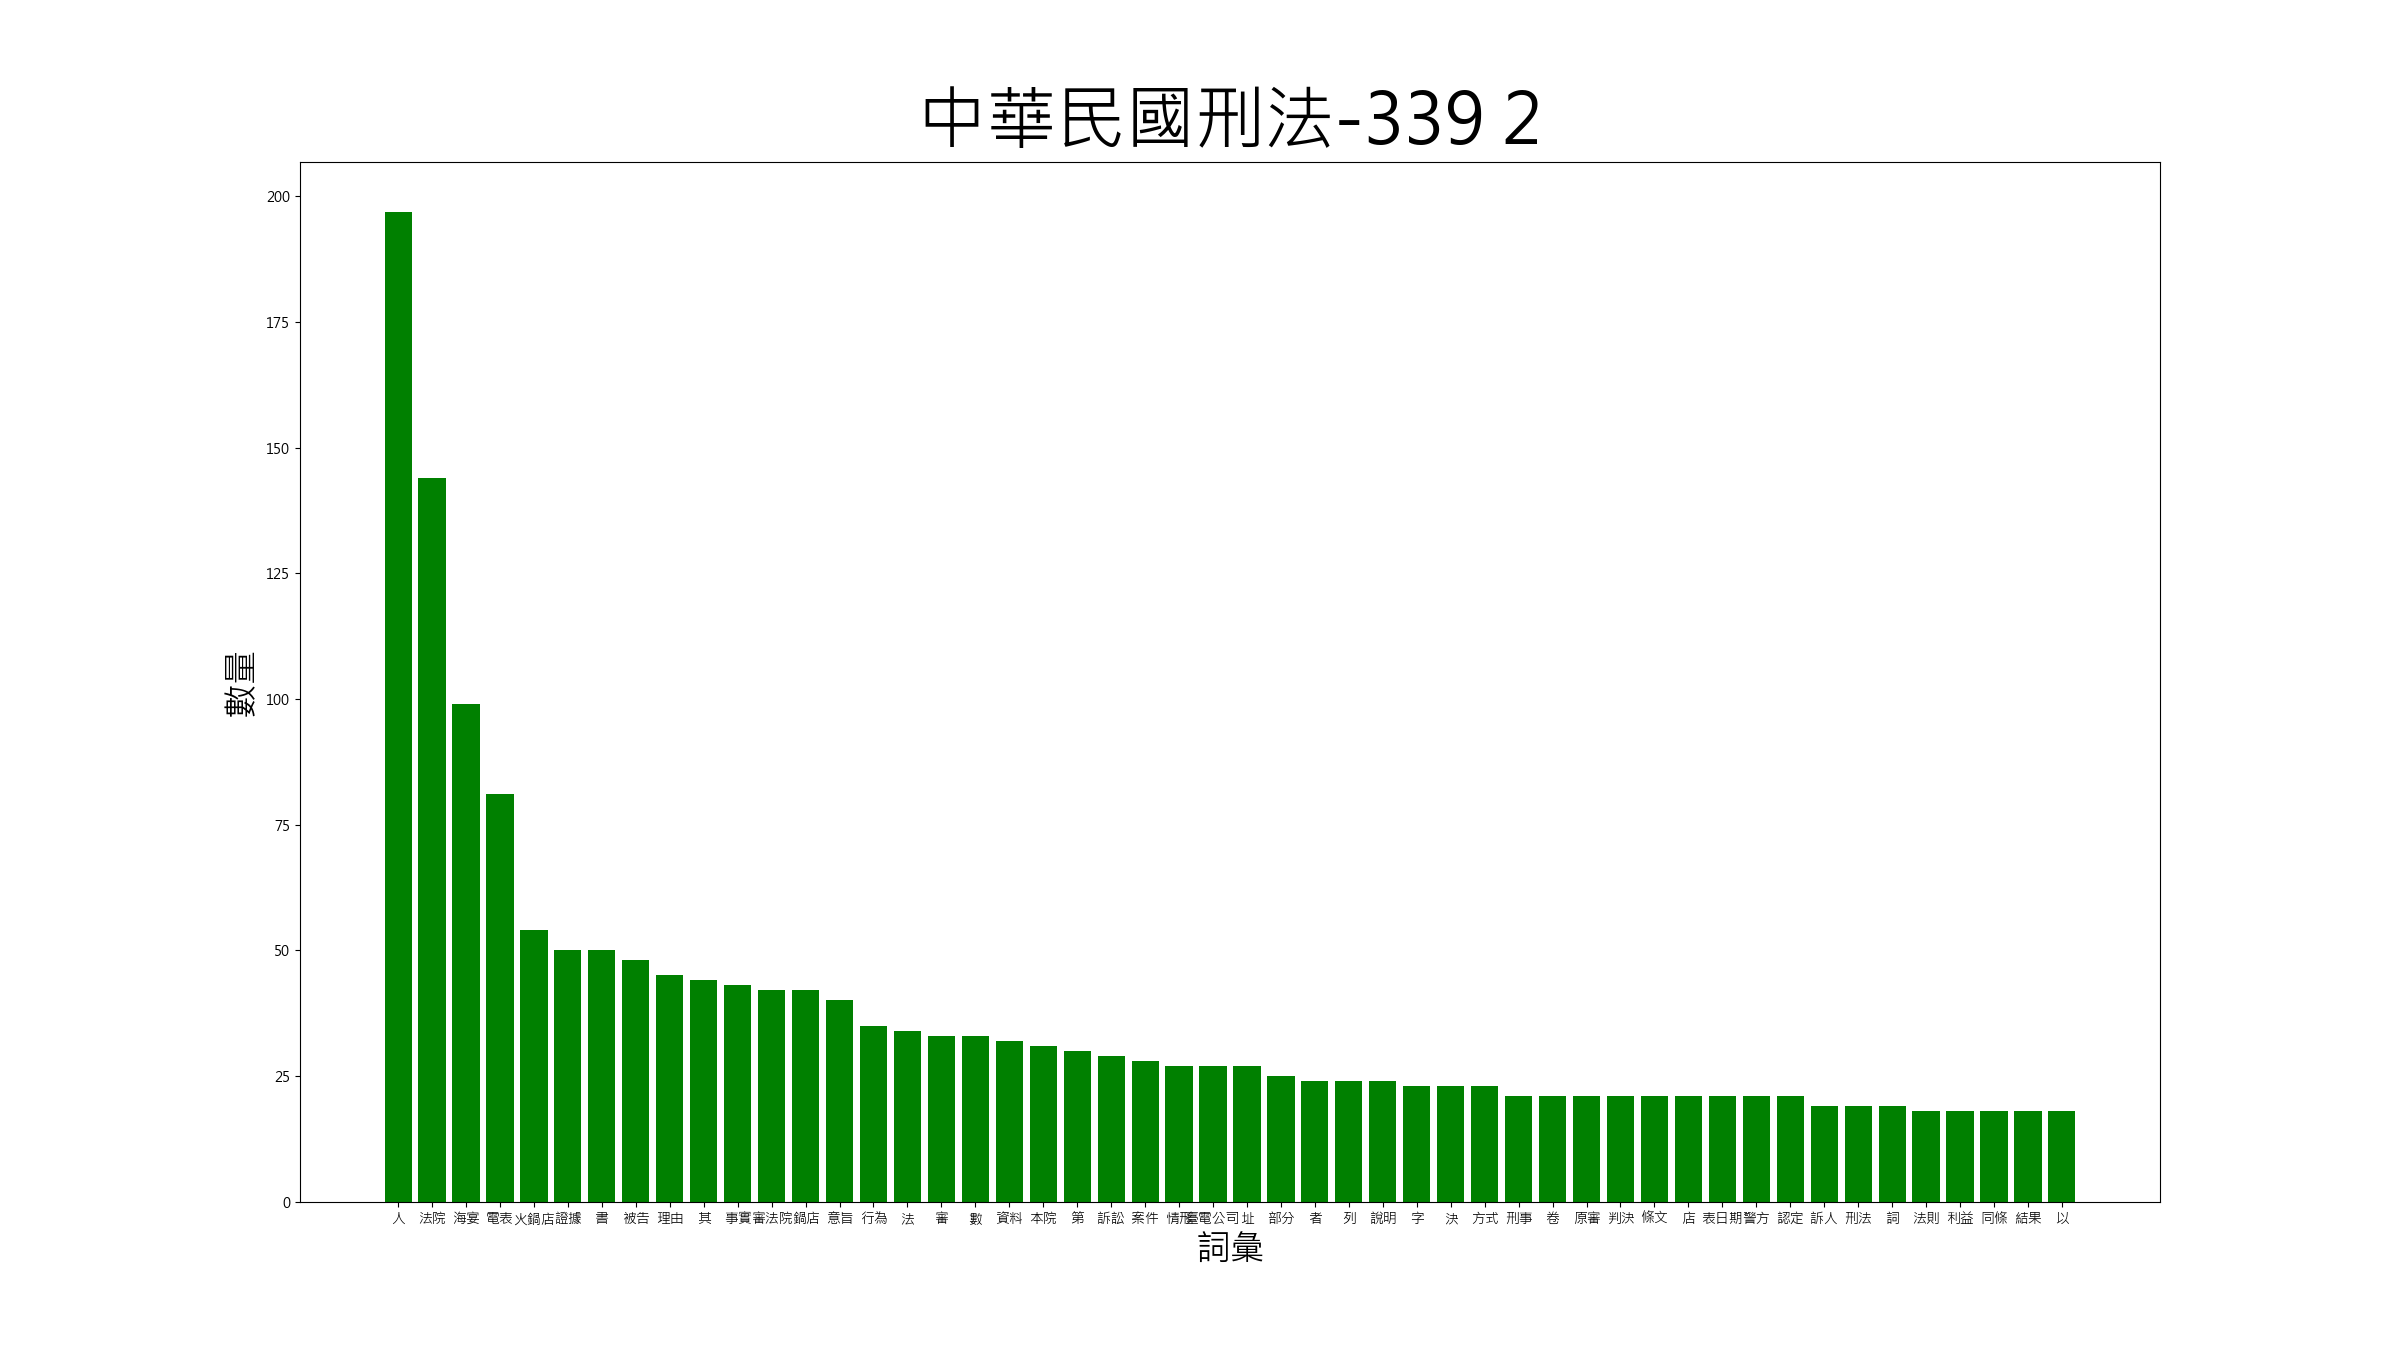 中華民國刑法-339 2
200
175
150
125
100
75
50
25
0
數量
人 法院 海宴 電表 火鍋店 證據 書 被告 理由 其 事實 審法院 鍋店 意旨 行為 法 審 數 資料 本院 第 訴訟 案件 情形 臺電公司 址 部分 者 列 說明 字 決 方式 刑事 卷 原審 判決 條文 店 表日期 警方 認定 訴人 刑法 詞 法則 利益 同條 結果 以
詞彙